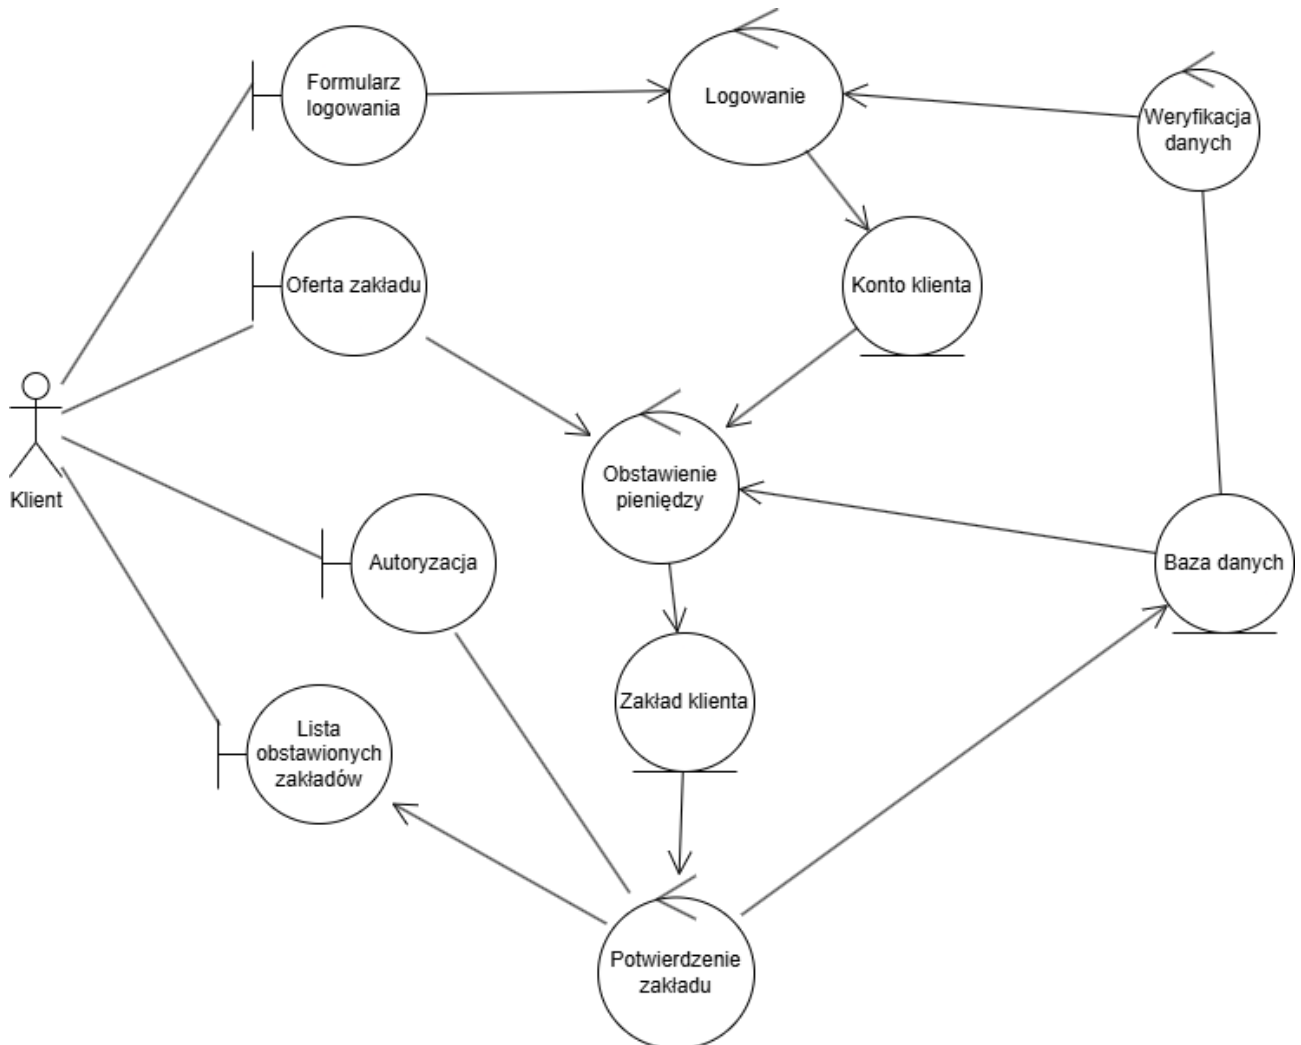 Formularz
logowania
Logowanie
Weryfikacja
danych
Oferta zakładu
Konto klienta
Klient
Obstawienie
pieniędzy
Autoryzacja
Baza danych
Zakład klienta
Lista
obstawionych
zakładów
Potwierdzenie
zakładu